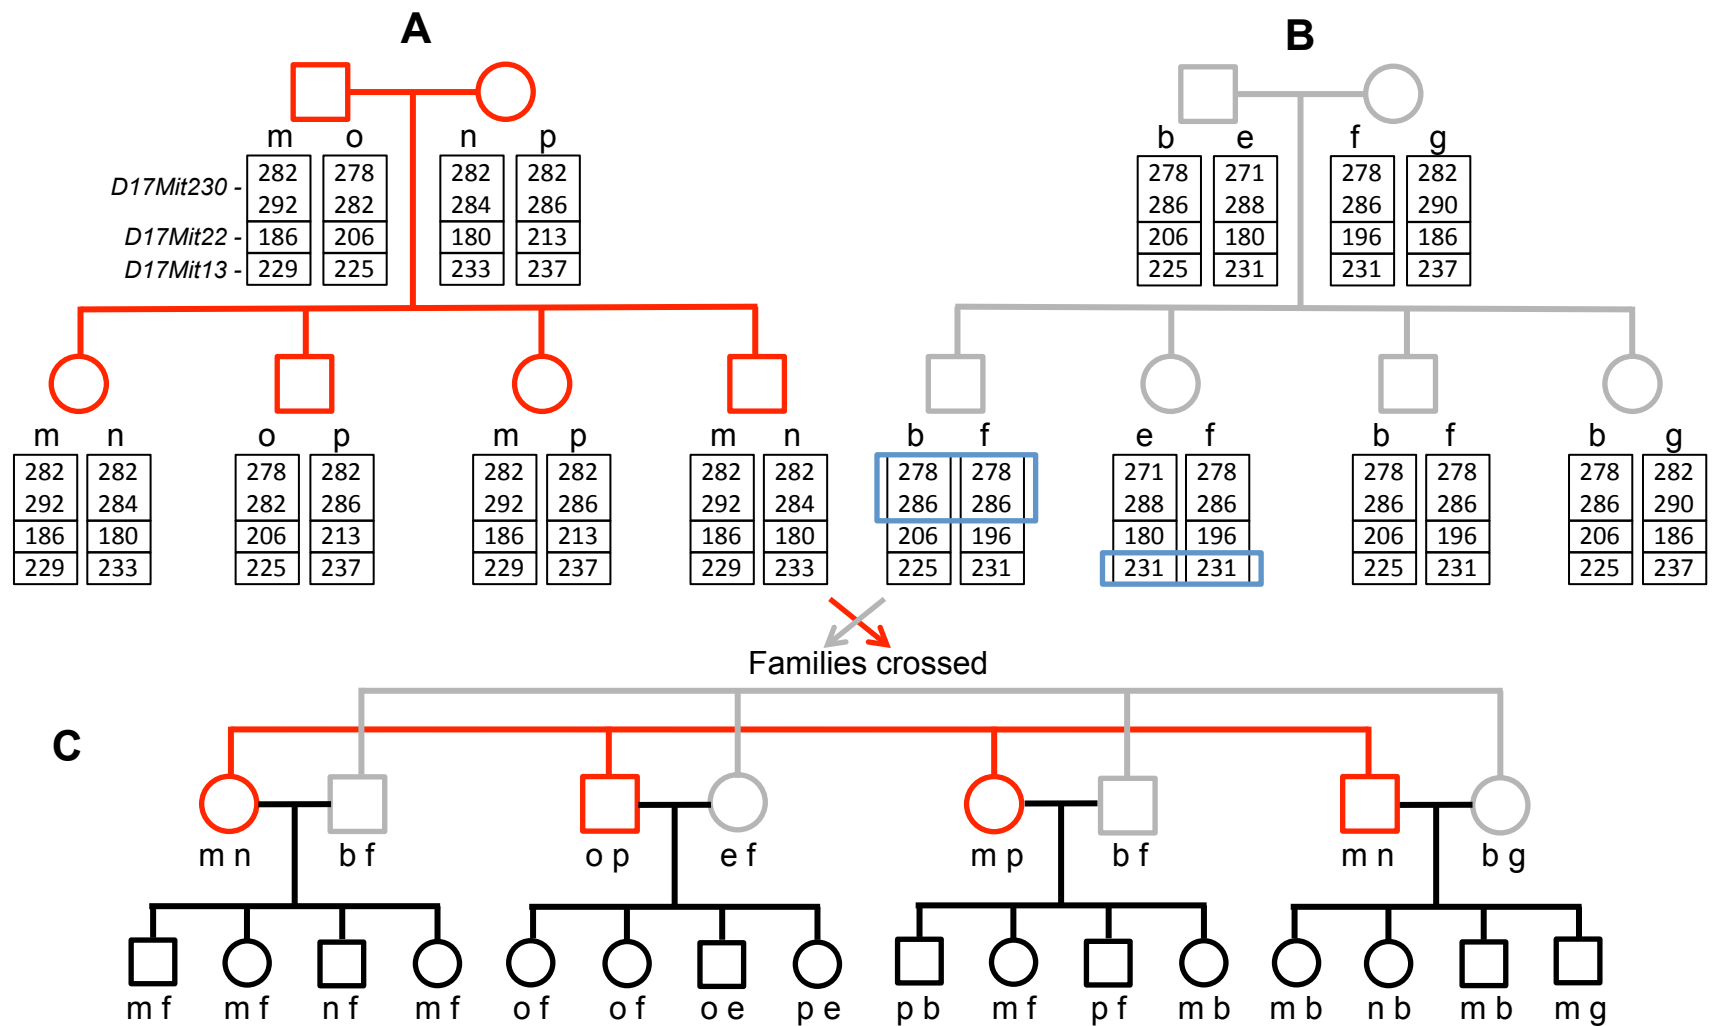 A B
m o n p b e f g
D17Mit230 - 282 278 282 282 278 271 278 282
292 282 284 286 286 288 286 290
D17Mit22 - 186 206 180 213 206 180 196 186
D17Mit13 - 229 225 233 237 225 231 231 237
m n o p m p m n b f e f b f b g
282 282 278 282 282 282 282 282 278 278 271 278 278 278 278 282
292 284 282 286 292 286 292 284 286 286 288 286 286 286 286 290
186 180 206 213 186 213 186 180 206 196 180 196 206 196 206 186
229 233 225 237 229 237 229 233 225 231 231 231 225 231 225 237
Families crossed
C
m n b f o p e f m p b f m n b g
m f m f n f m f o f o f o e p e p b m f p f m b m b n b m b m g